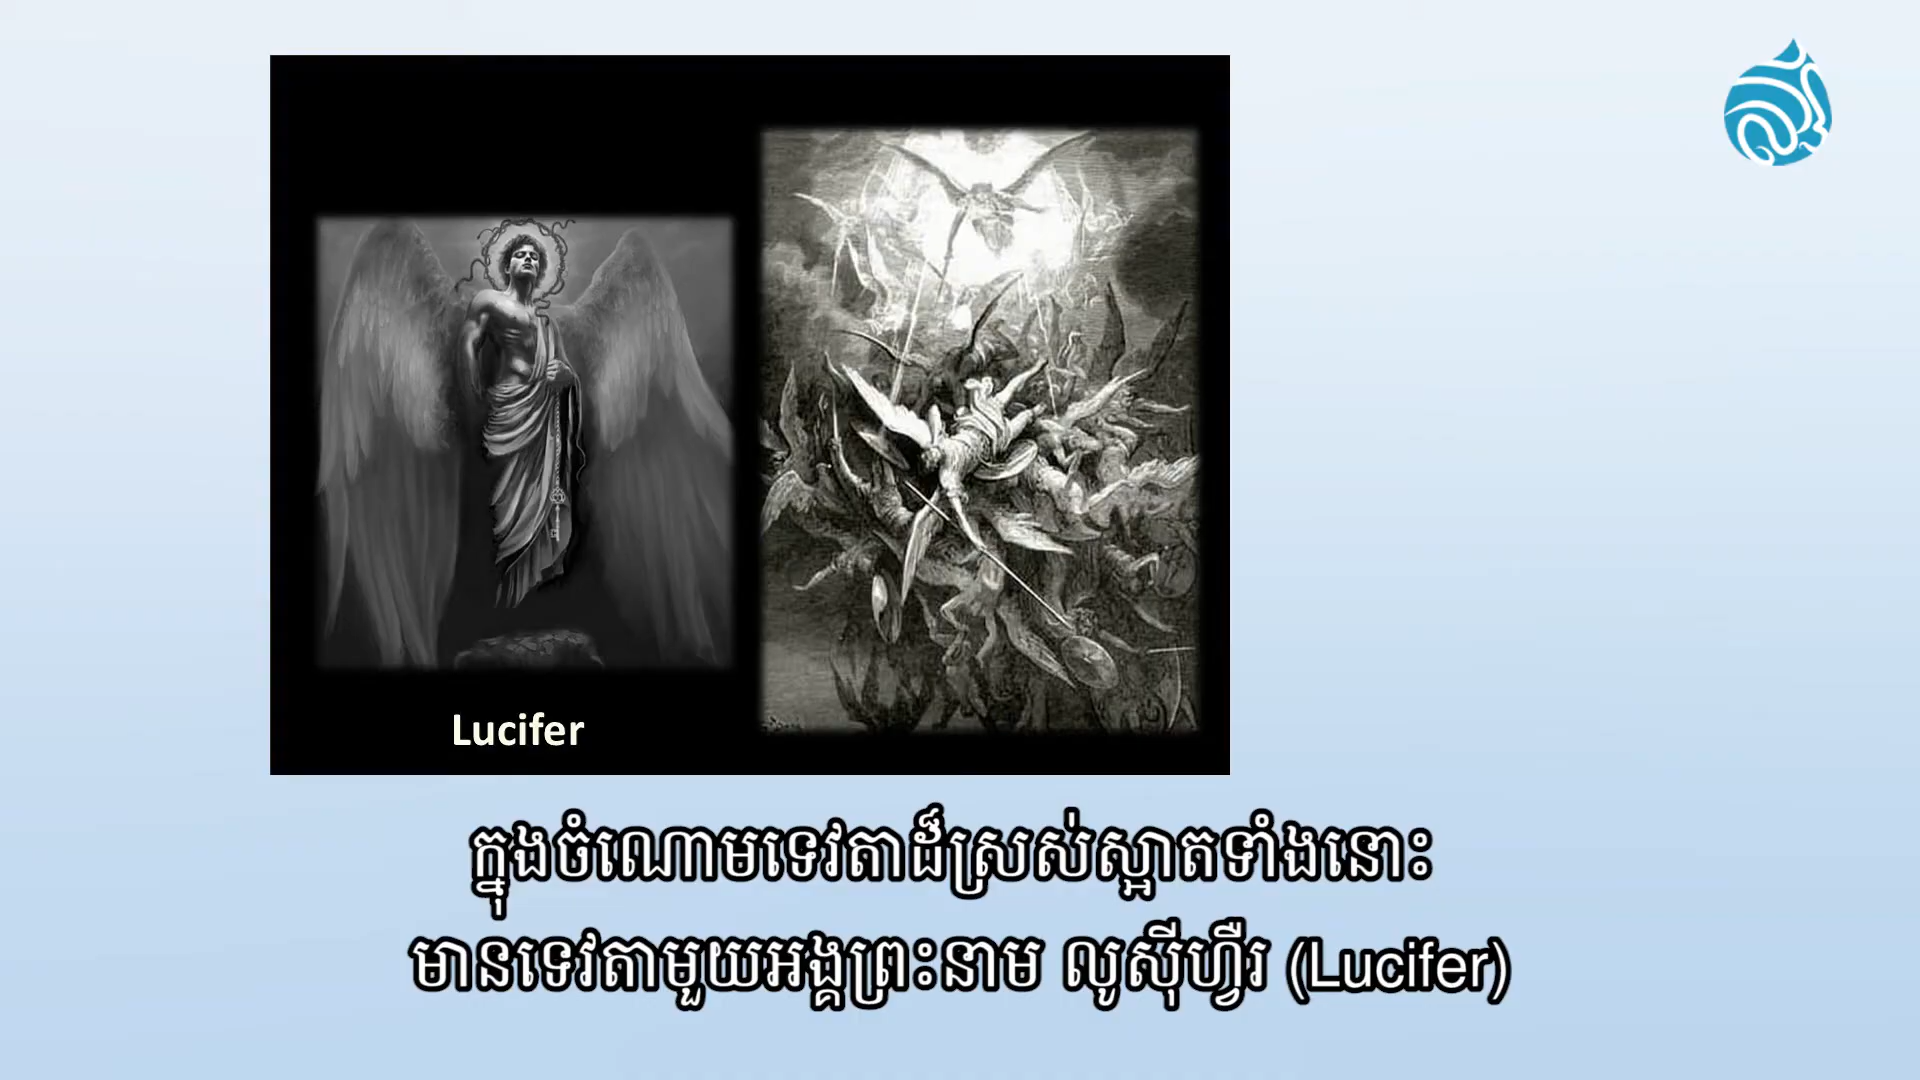 Lucifer
ក្នុងចំណោមទេវតាដ៏ស្រស់ស្អាតទាំងនោះ
មានទេវតាមួយអង្គព្រះនាម លូស៊ីហ្វឺរ (Lucifer)